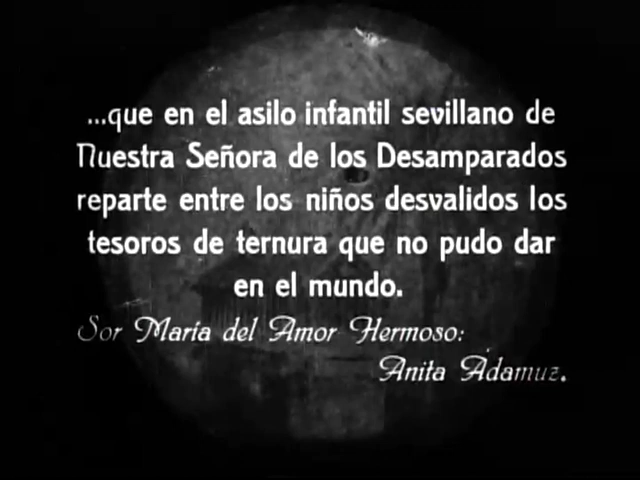 ...que en el asilo infantil sevillano de
Nuestra Señora de los Desamparados
reparte entre los niños desvalidos los
tesoros de ternura que no pudo dar
en el mundo.
Sor María del Amor Hermoso:
Anita Adamuz.